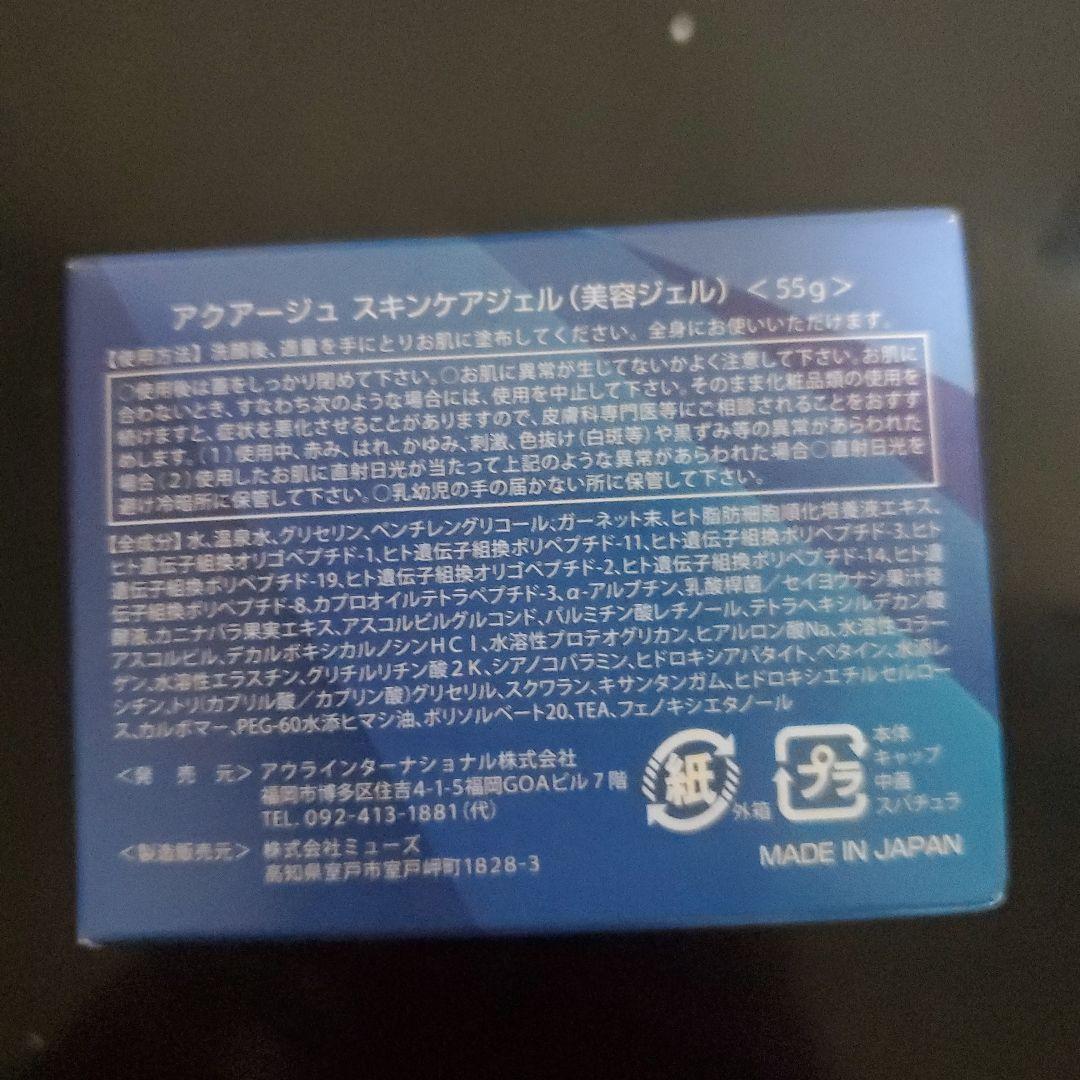 アクアージュ スキンケアジェル（美容ジェル）＜55g＞
【使用方法】洗顔後、適量を手にとりお肌に塗布してください。全身にお使いいただけます。
○使用後は蓋をしっかり閉めて下さい。○お肌に異常が生じてないかよく注意して下さい。お肌に
合わないとき、すなわち次のような場合には、使用を中止して下さい。そのまま化粧品類の使用を
続けますと、症状を悪化させることがありますので、皮膚科専門医等にご相談されることをおすす
めします。（1）使用中、赤み、はれ、かゆみ、刺激、色抜け（白斑等）や黒ずみ等の異常があらわれた
場合（2）使用したお肌に直射日光が当たって上記のような異常があらわれた場合○直射日光を
避け冷暗所に保管して下さい。○乳幼児の手の届かない所に保管して下さい。
【全成分】水、温泉水、グリセリン、ペンチレングリコール、ガーネット末、ヒト脂肪細胞順化培養液エキス、
ヒト遺伝子組換オリゴペプチド-1、ヒト遺伝子組換ポリペプチド-11、ヒト遺伝子組換ポリペプチド-3、ヒト
遺伝子組換ポリペプチド-19、ヒト遺伝子組換オリゴペプチド-2、ヒト遺伝子組換ポリペプチド-14、ヒト遺
伝子組換ポリペプチド-8、カプロオイルテトラペプチド-3、α-アルブチン、乳酸桿菌／セイヨウナシ果汁発
酵液、カニナバラ果実エキス、アスコルビルグルコシド、パルミチン酸レチノール、テトラヘキシルデカン酸
アスコルビル、デカルボキシカルノシンHCl、水溶性プロテオグリカン、ヒアルロン酸Na、水溶性コラー
ゲン、水溶性エラスチン、グリチルリチン酸２K、シアノコバラミン、ヒドロキシアパタイト、ベタイン、水添レ
シチン、トリ（カプリル酸／カプリン酸）グリセリル、スクワラン、キサンタンガム、ヒドロキシエチルセルロー
ス、カルボマー、PEG-60水添ヒマシ油、ポリソルベート20、TEA、フェノキシエタノール
＜発売元＞ アウラインターナショナル株式会社
福岡市博多区住吉4-1-5福岡GOAビル７階
TEL. 092-413-1881（代）
＜製造販売元＞ 株式会社ミューズ
高知県室戸市室戸岬町1828-3
紙
外箱
プラ
本体
キャップ
中蓋
スパチュラ
MADE IN JAPAN